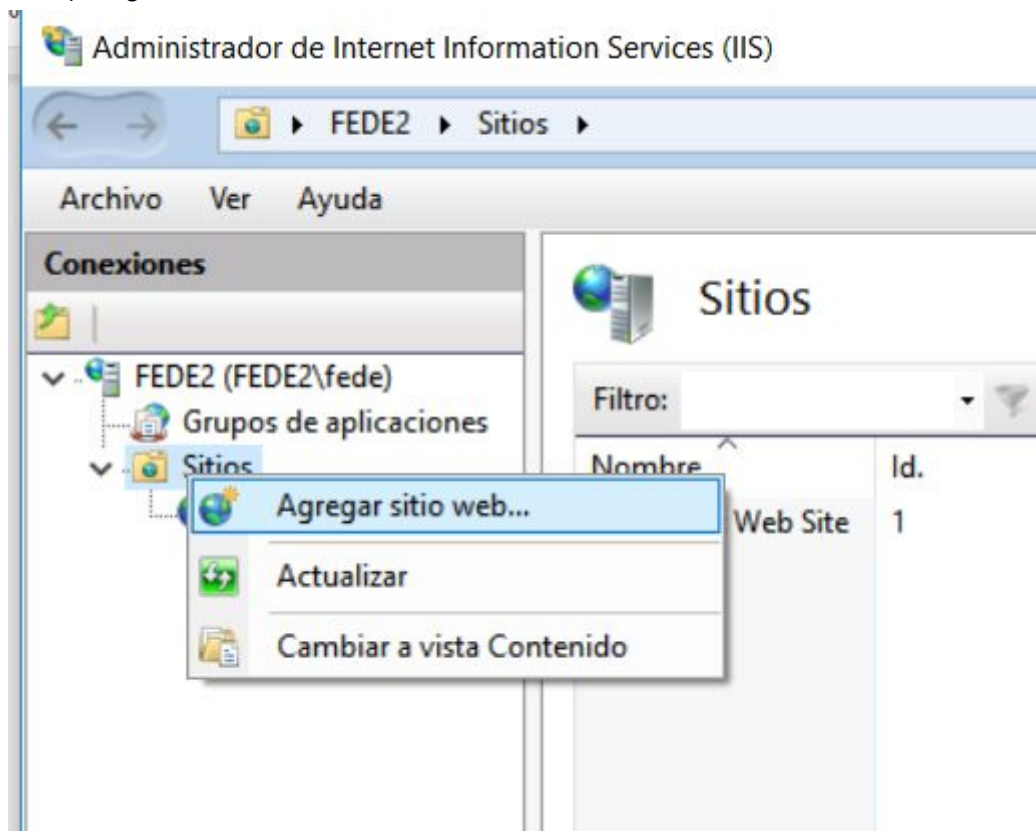 Administrador de Internet Information Services (IIS)
FEDE2 Sitios
Archivo Ver Ayuda
Conexiones
FEDE2 (FEDE2\fede)
Grupos de aplicaciones
Sitios
Agregar sitio web...
Actualizar
Cambiar a vista Contenido
Sitios
Filtro:
Nombre Id.
Web Site 1